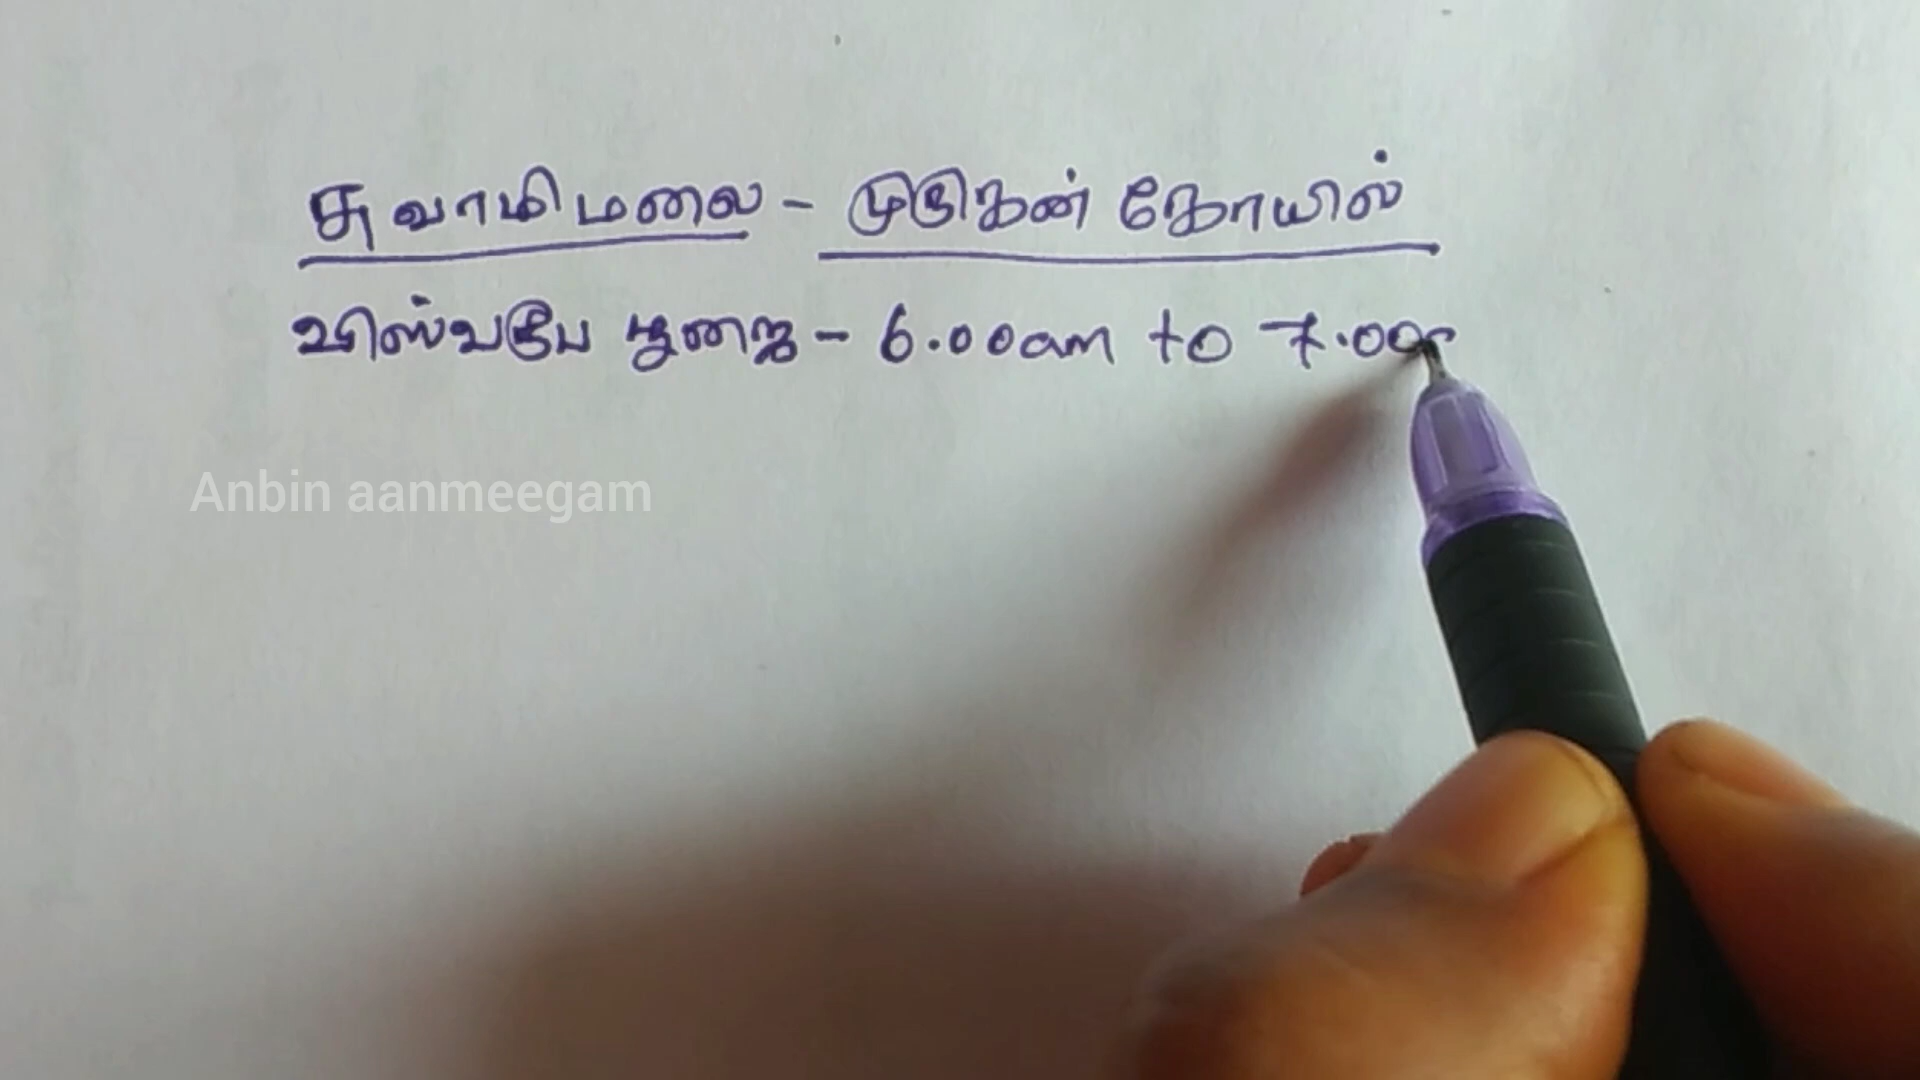 சுவாமிமலை - முருகன் கோயில்
விஸ்வரூபே பூஜை - 6.00am to 7.00
Anbin aanmeegam